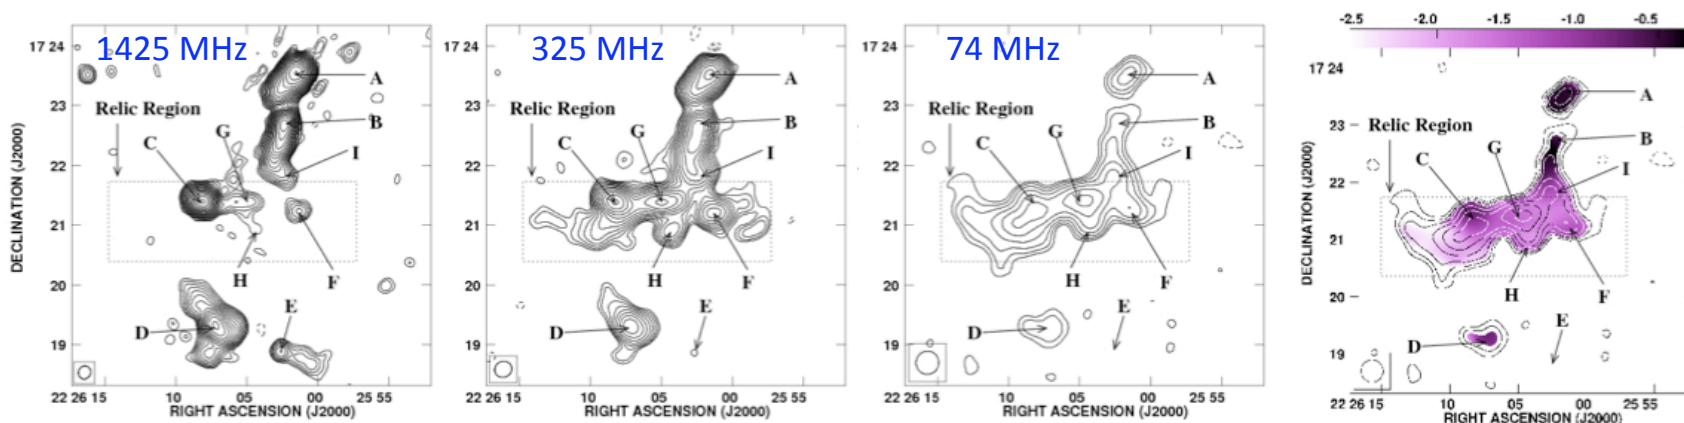 1425 MHz
17 24
23
22
21
20
19
DECLINATION (J2000)
Relic Region
A
B
G
C
I
H
F
E
D
22 26 15
10
05
00
25 55
RIGHT ASCENSION (J2000)
325 MHz
17 24
23
22
21
20
19
Relic Region
A
B
G
C
I
H
F
E
D
22 26 15
10
05
00
25 55
RIGHT ASCENSION (J2000)
74 MHz
17 24
23
22
21
20
19
Relic Region
A
B
G
C
I
H
F
E
D
22 26 15
10
05
00
25 55
RIGHT ASCENSION (J2000)
-2.5
-2.0
-1.5
-1.0
-0.5
17 24
23
22
21
20
19
DECLINATION (J2000)
Relic Region
A
B
G
C
I
H
F
E
D
22 26 15
10
05
00
25 55
RIGHT ASCENSION (J2000)